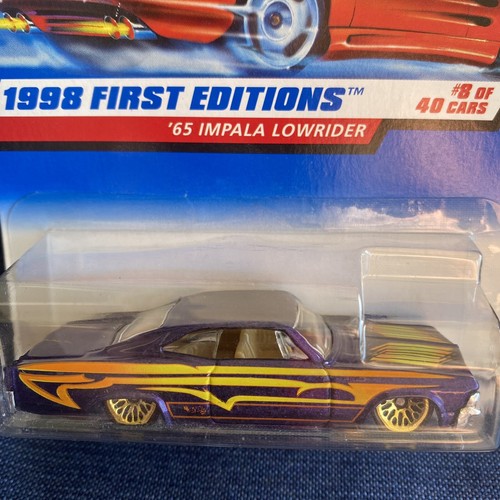 1998 FIRST EDITIONS™
#8 OF
40 CARS
'65 IMPALA LOWRIDER